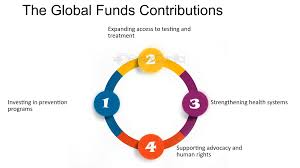 The Global Funds Contributions
Expanding access to testing and
treatment
2
Investing in prevention
programs
1
3
Strengthening health systems
4
Supporting advocacy and
human rights